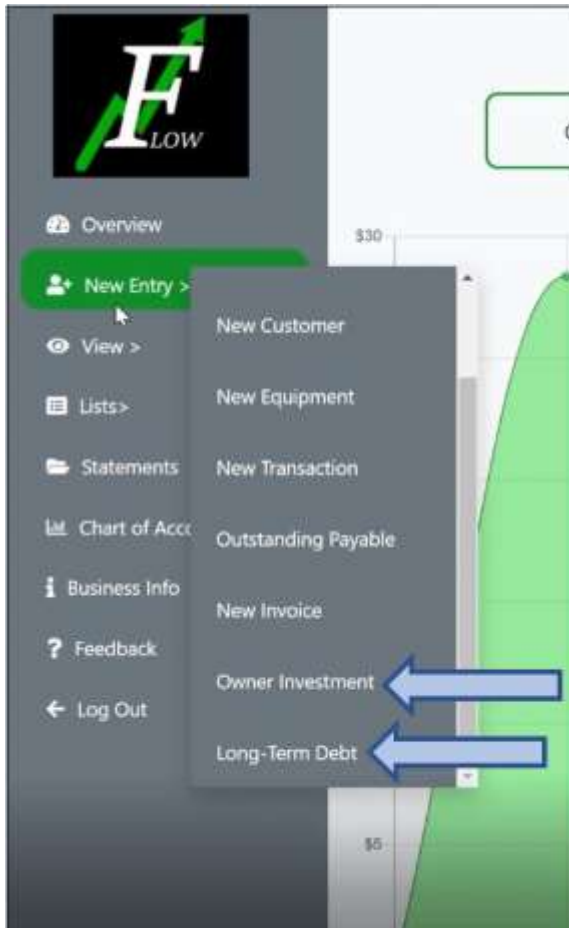 F
LOW
Overview
$30
New Entry >
New Customer
View >
New Equipment
Lists>
New Transaction
Statements
Chart of Acco
Outstanding Payable
Business Info
New Invoice
Feedback
Owner Investment
Log Out
Long-Term Debt
$5